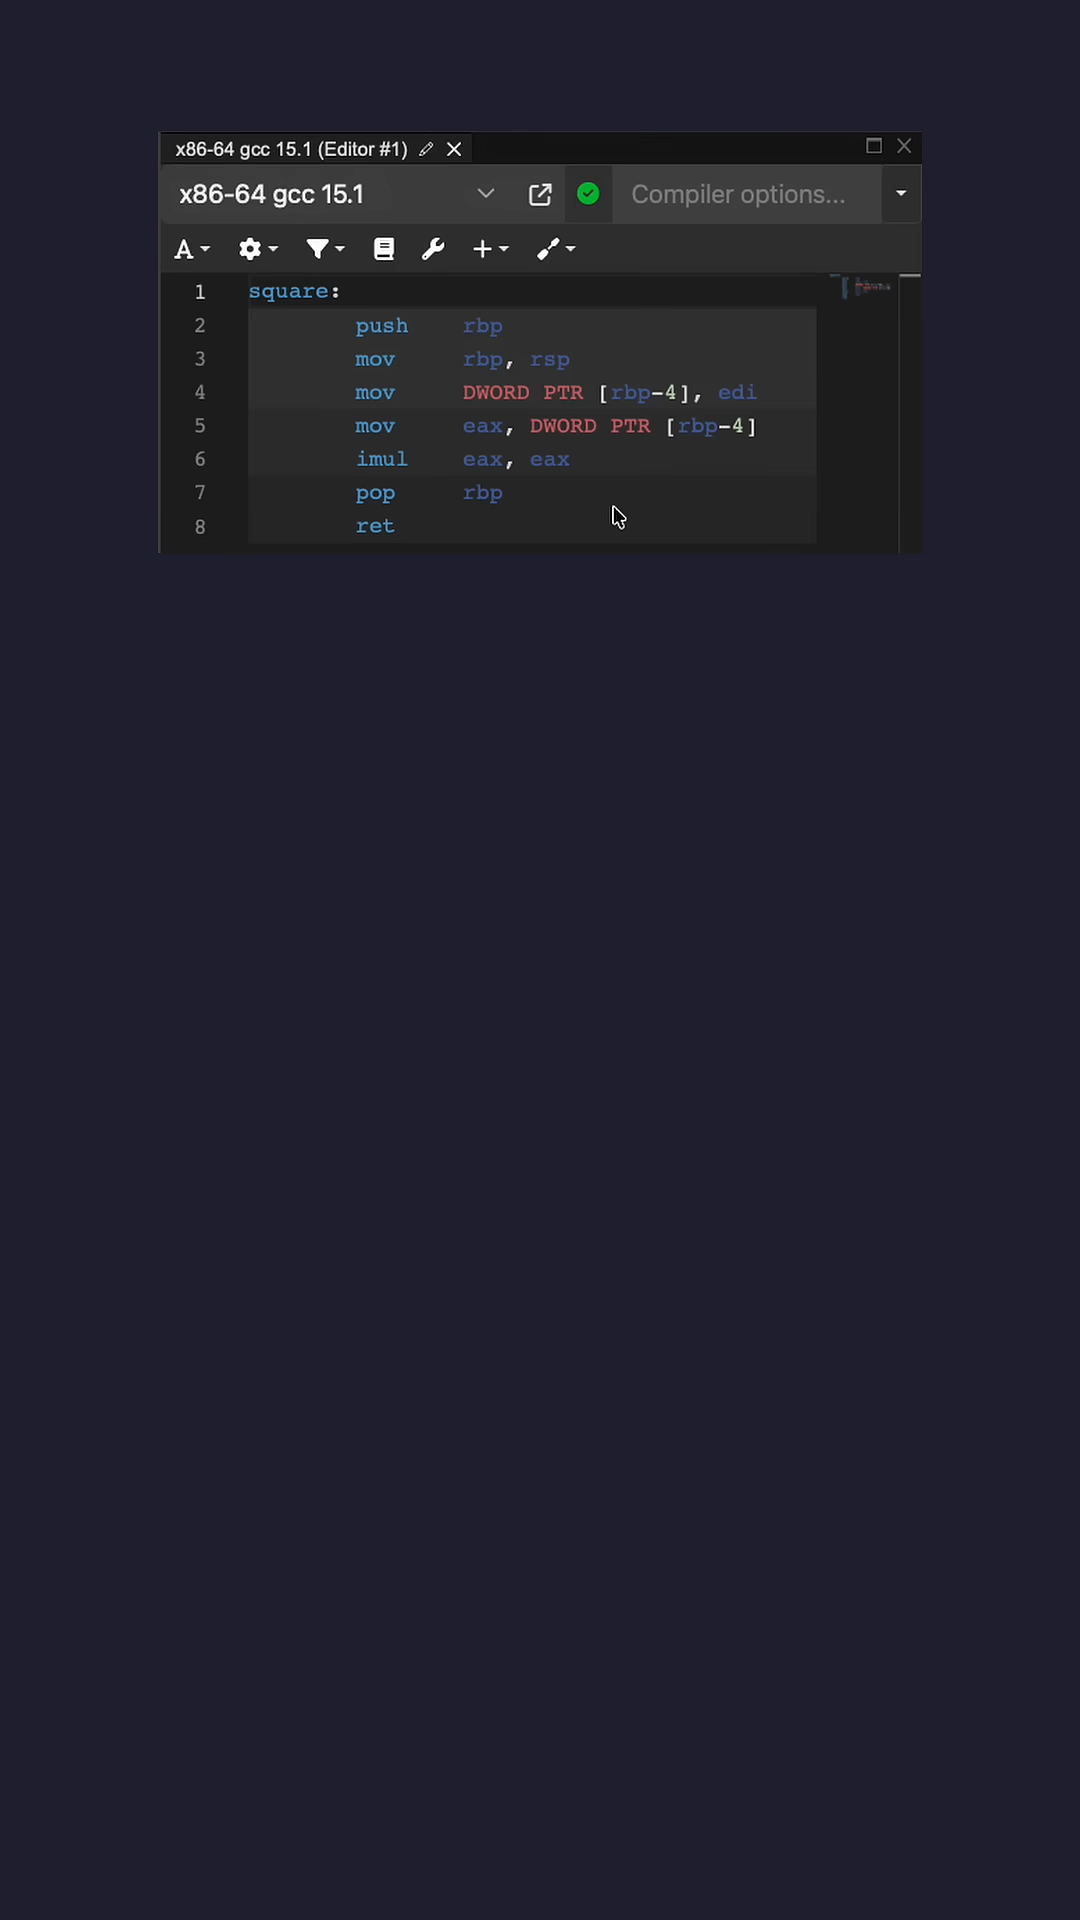 x86-64 gcc 15.1 (Editor #1)
x86-64 gcc 15.1 Compiler options...
A
1 square:
2 push rbp
3 mov rbp, rsp
4 mov DWORD PTR [rbp-4], edi
5 mov eax, DWORD PTR [rbp-4]
6 imul eax, eax
7 pop rbp
8 ret